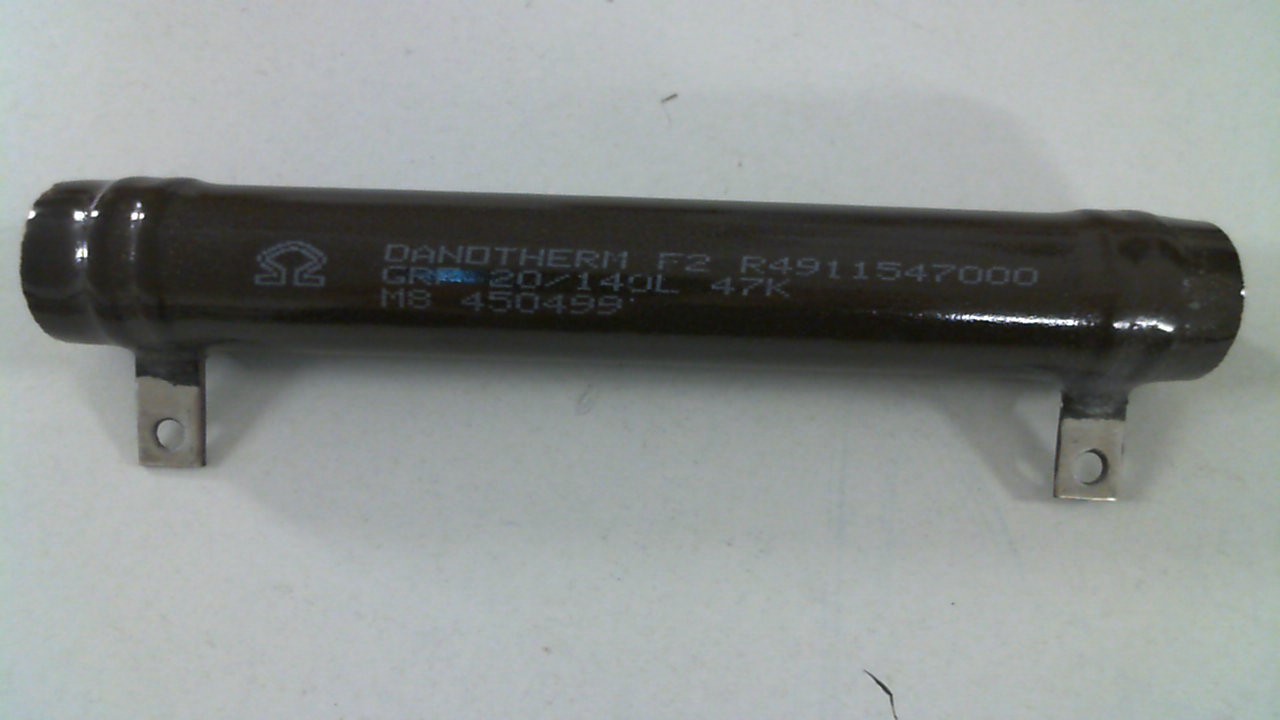 DANOTHERM F2 R4911547000
20/140L 47K
M8 450499